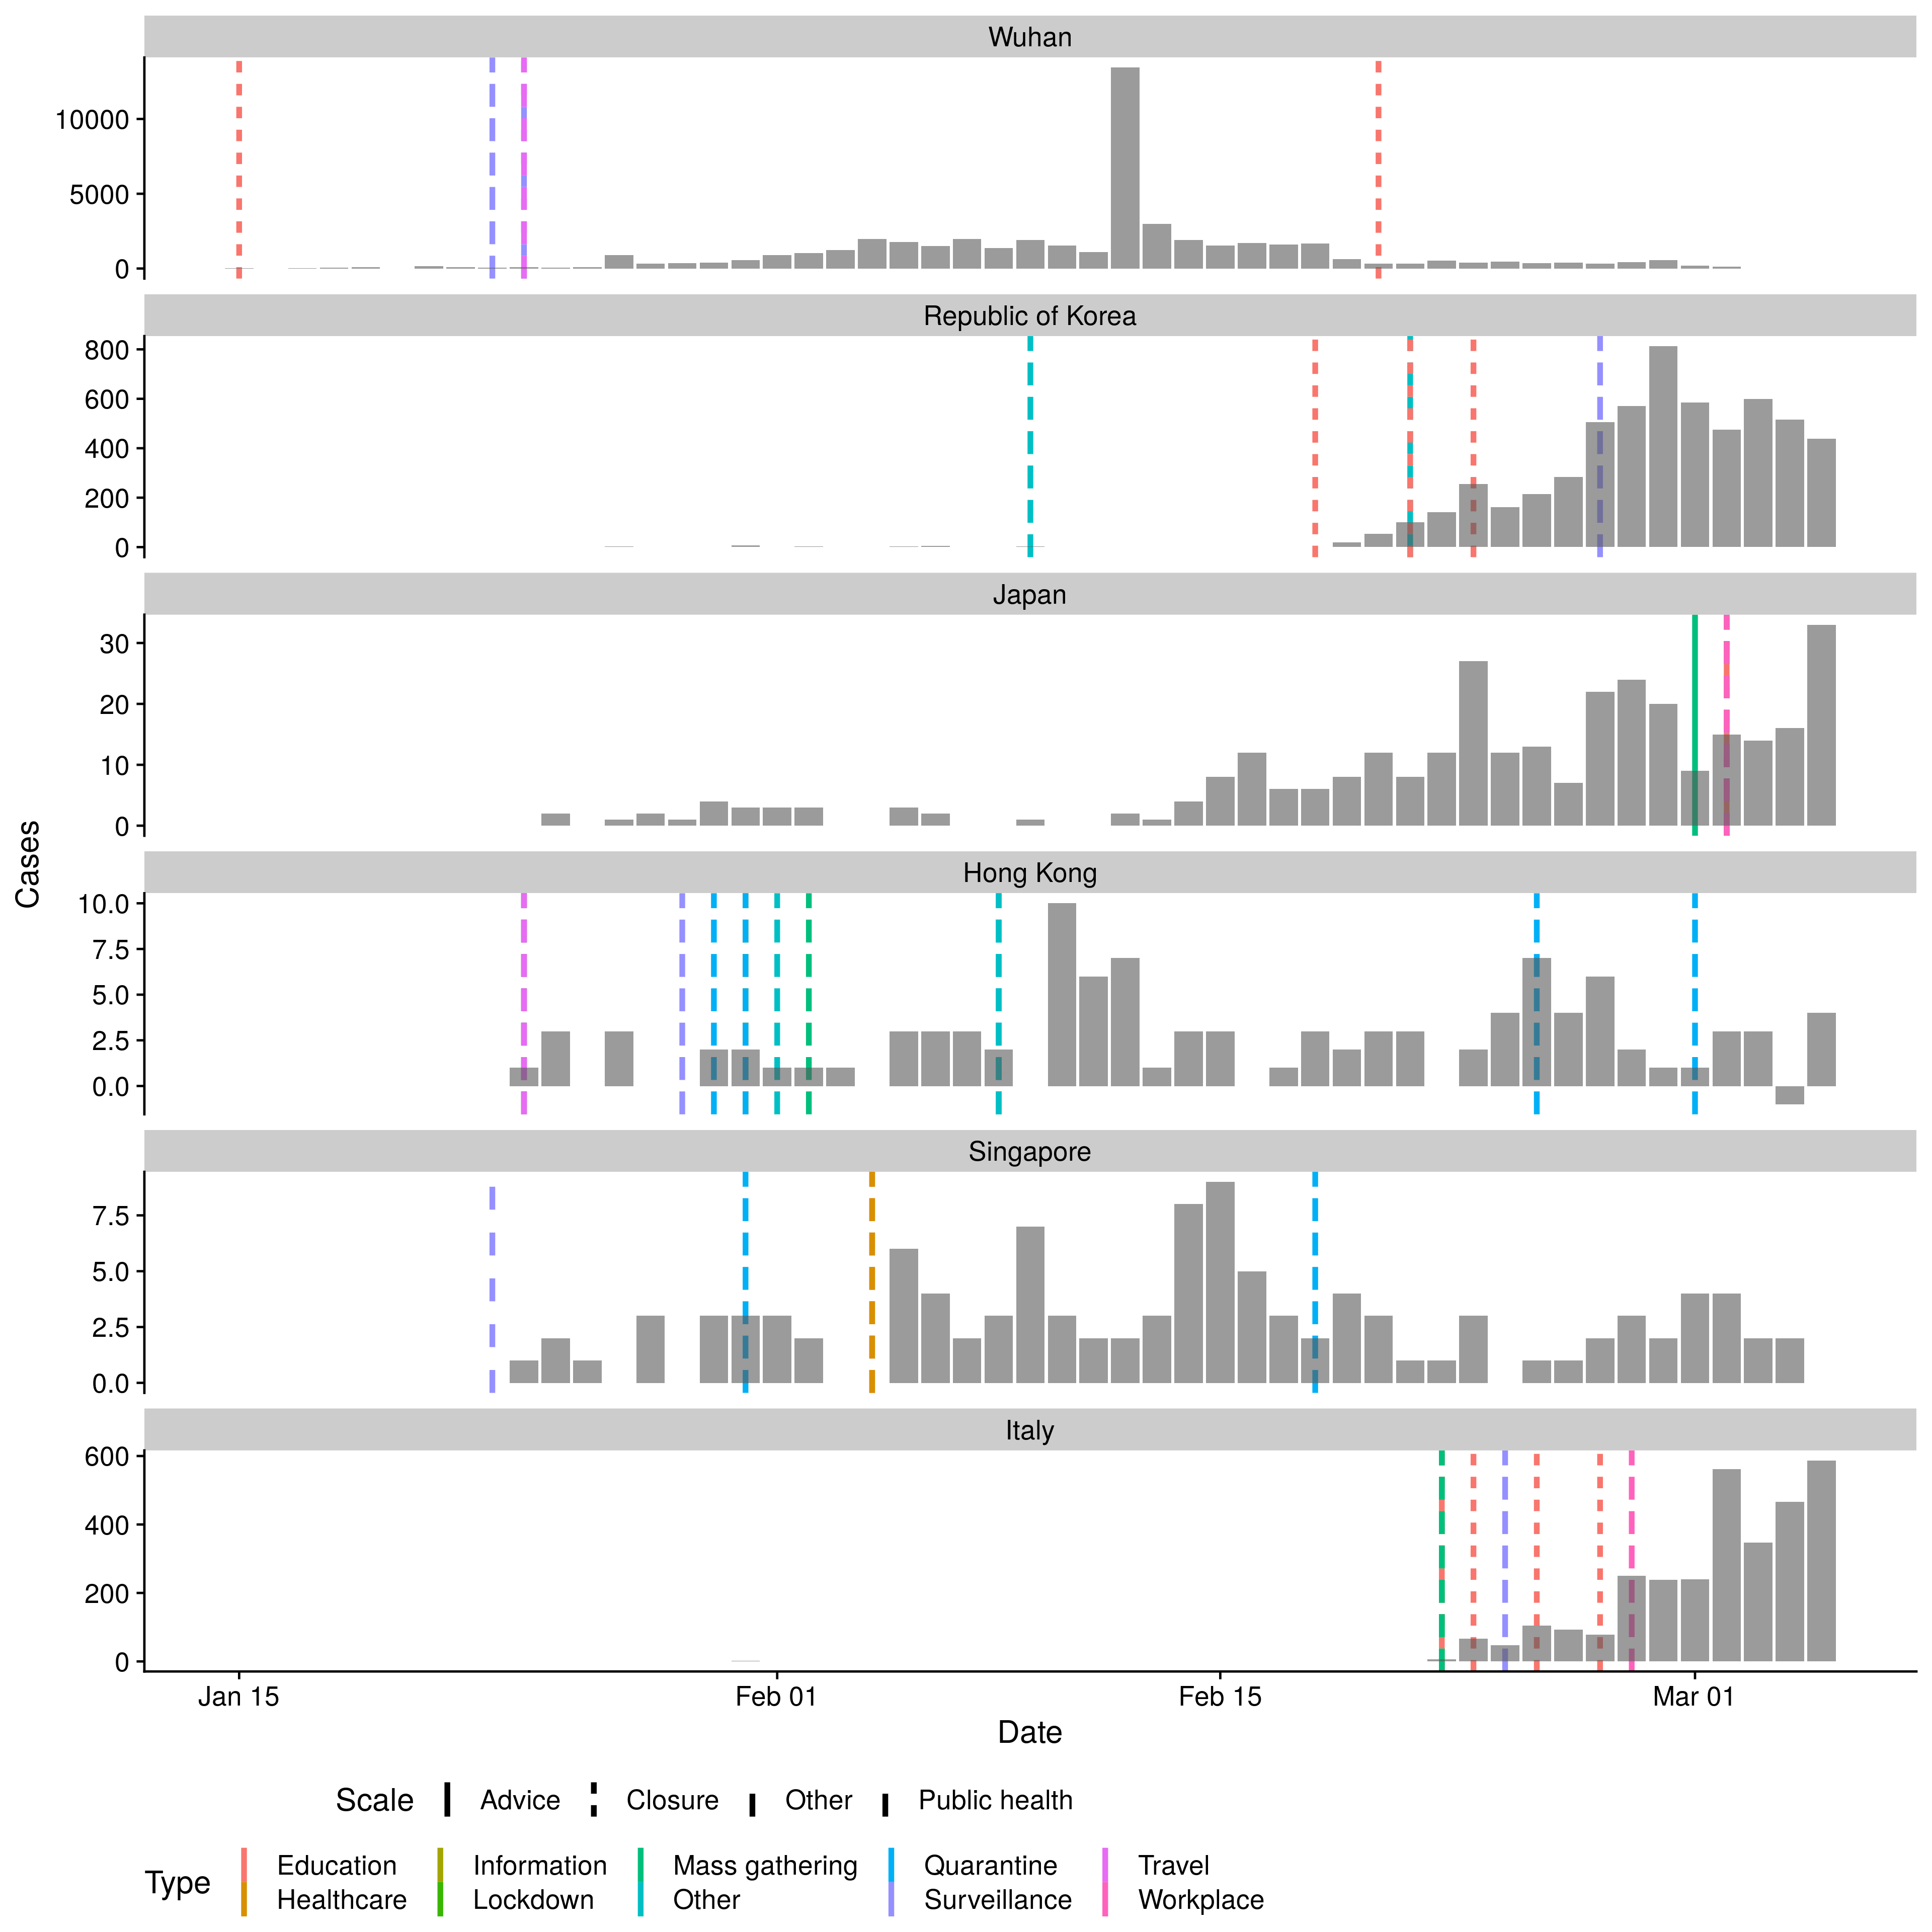 Wuhan
10000
5000
0
Republic of Korea
800
600
400
200
0
Japan
30
20
10
0
Hong Kong
10.0
7.5
5.0
2.5
0.0
Singapore
7.5
5.0
2.5
0.0
Italy
600
400
200
0
Cases
Jan 15 Feb 01 Feb 15 Mar 01
Date
Scale Advice Closure Other Public health
Type
Education Information Mass gathering Quarantine Travel
Healthcare Lockdown Other Surveillance Workplace